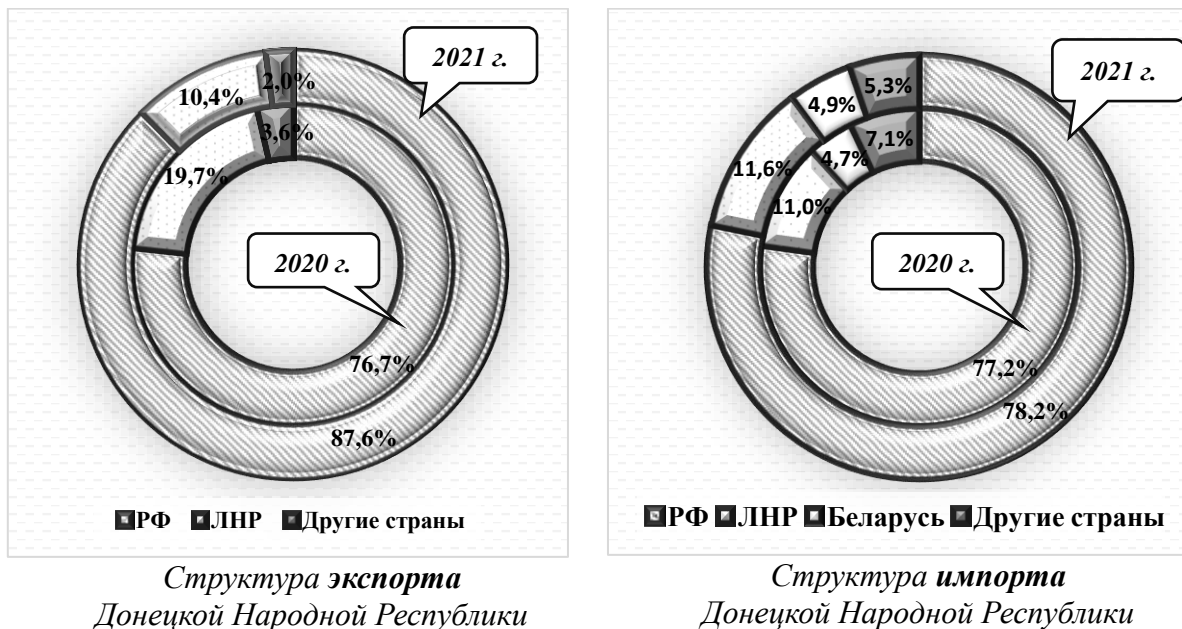 2021 г.
10,4%
2,0%
3,6%
19,7%
2020 г.
76,7%
87,6%
РФ ЛНР Другие страны
Структура экспорта
Донецкой Народной Республики
2021 г.
5,3%
4,9%
11,6%
4,7%
7,1%
11,0%
2020 г.
77,2%
78,2%
РФ ЛНР Беларусь Другие страны
Структура импорта
Донецкой Народной Республики